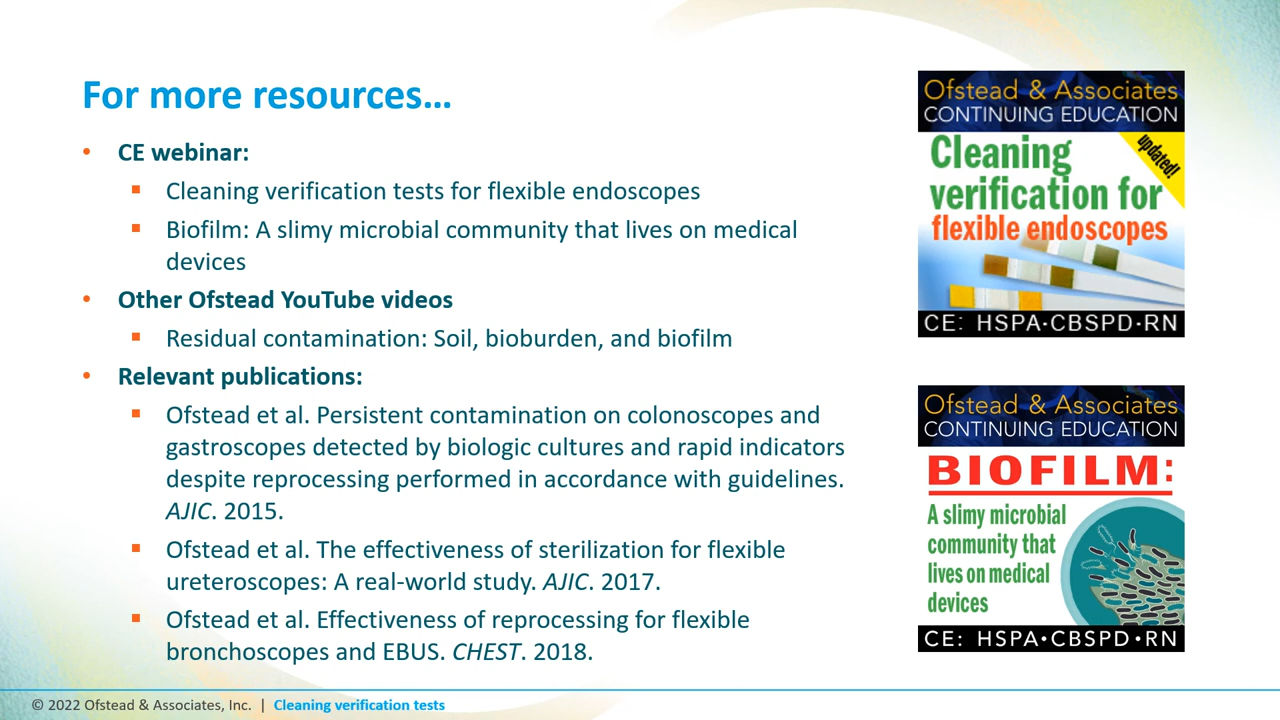 For more resources…
• CE webinar:
▪ Cleaning verification tests for flexible endoscopes
▪ Biofilm: A slimy microbial community that lives on medical
devices
• Other Ofstead YouTube videos
▪ Residual contamination: Soil, bioburden, and biofilm
• Relevant publications:
▪ Ofstead et al. Persistent contamination on colonoscopes and
gastroscopes detected by biologic cultures and rapid indicators
despite reprocessing performed in accordance with guidelines.
AJIC. 2015.
▪ Ofstead et al. The effectiveness of sterilization for flexible
ureteroscopes: A real-world study. AJIC. 2017.
▪ Ofstead et al. Effectiveness of reprocessing for flexible
bronchoscopes and EBUS. CHEST. 2018.
Ofstead & Associates
CONTINUING EDUCATION
Cleaning
updated!
verification for
flexible endoscopes
CE: HSPA•CBSPD•RN
Ofstead & Associates
CONTINUING EDUCATION
BIOFILM:
A slimy microbial
community that
lives on medical
devices
CE: HSPA•CBSPD•RN
© 2022 Ofstead & Associates, Inc. | Cleaning verification tests